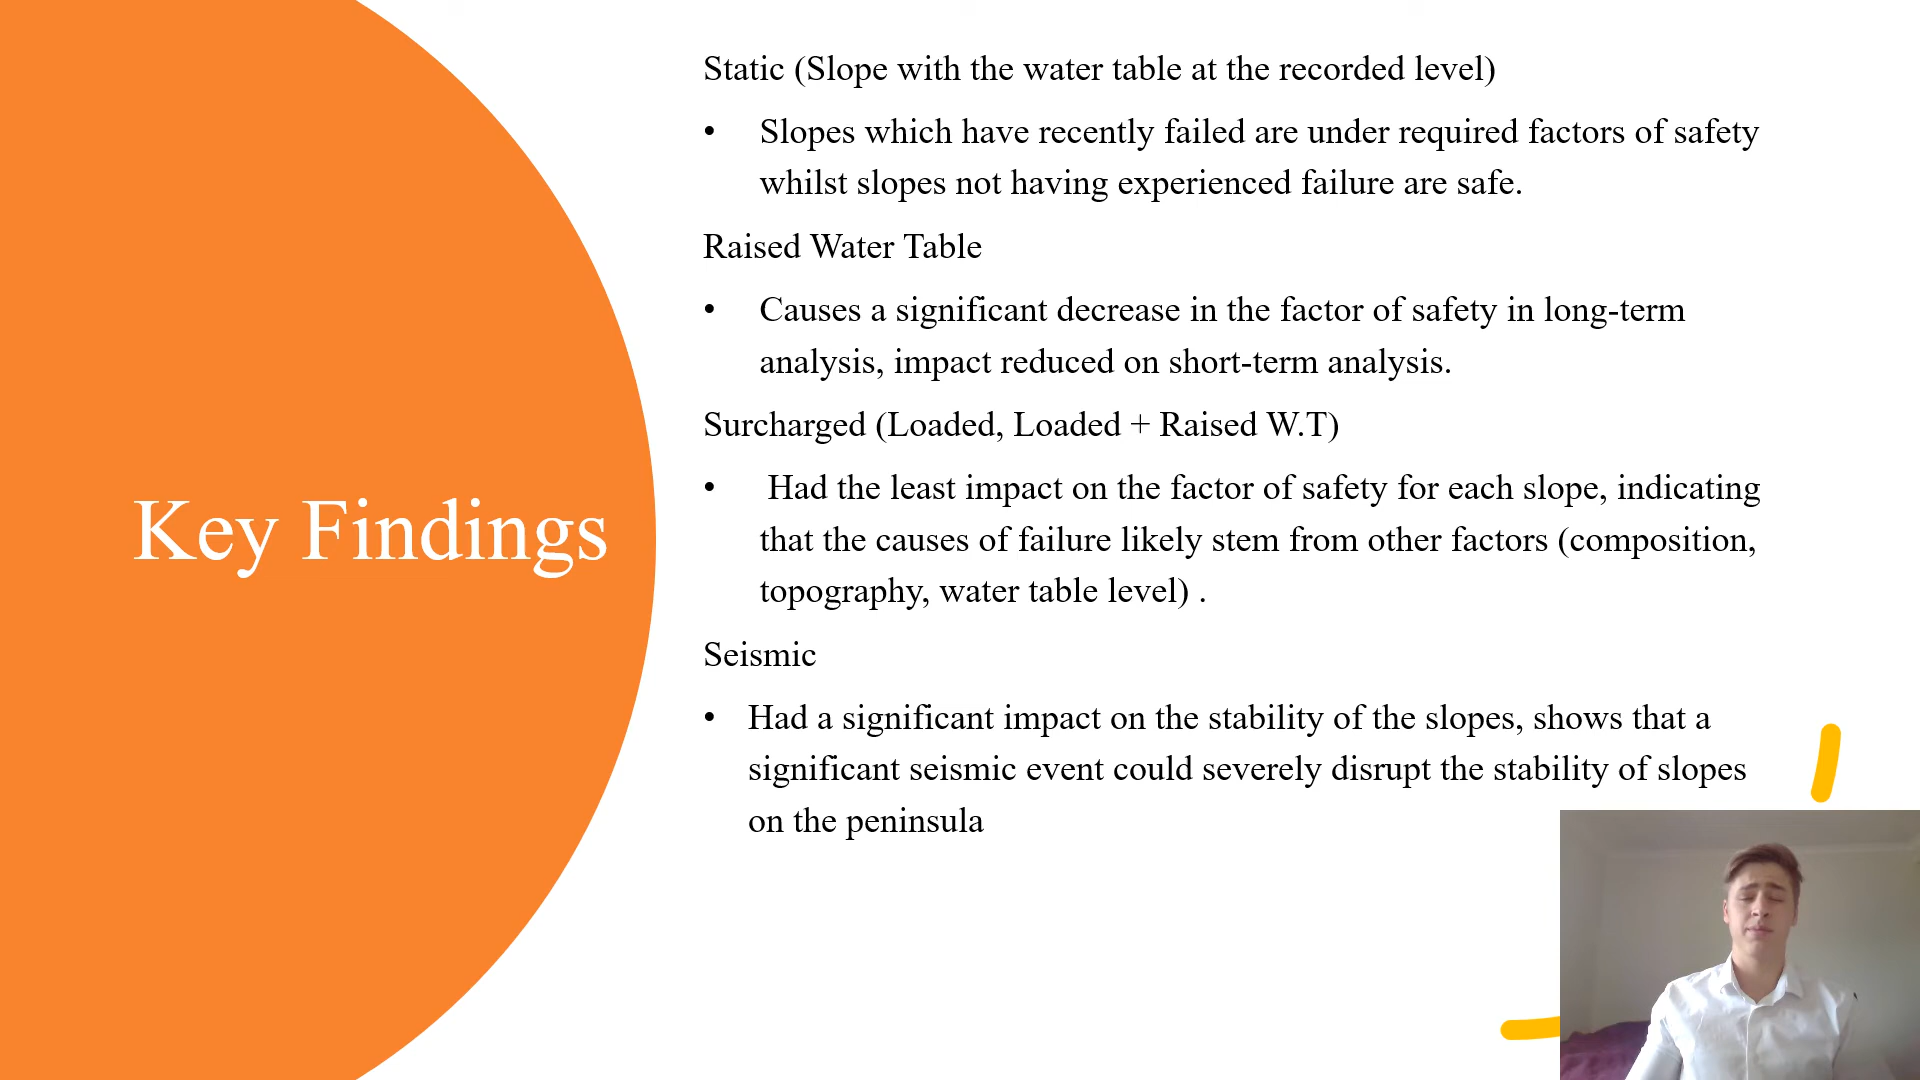 Key Findings
Static (Slope with the water table at the recorded level)
• Slopes which have recently failed are under required factors of safety
whilst slopes not having experienced failure are safe.
Raised Water Table
• Causes a significant decrease in the factor of safety in long-term
analysis, impact reduced on short-term analysis.
Surcharged (Loaded, Loaded + Raised W.T)
• Had the least impact on the factor of safety for each slope, indicating
that the causes of failure likely stem from other factors (composition,
topography, water table level) .
Seismic
• Had a significant impact on the stability of the slopes, shows that a
significant seismic event could severely disrupt the stability of slopes
on the peninsula